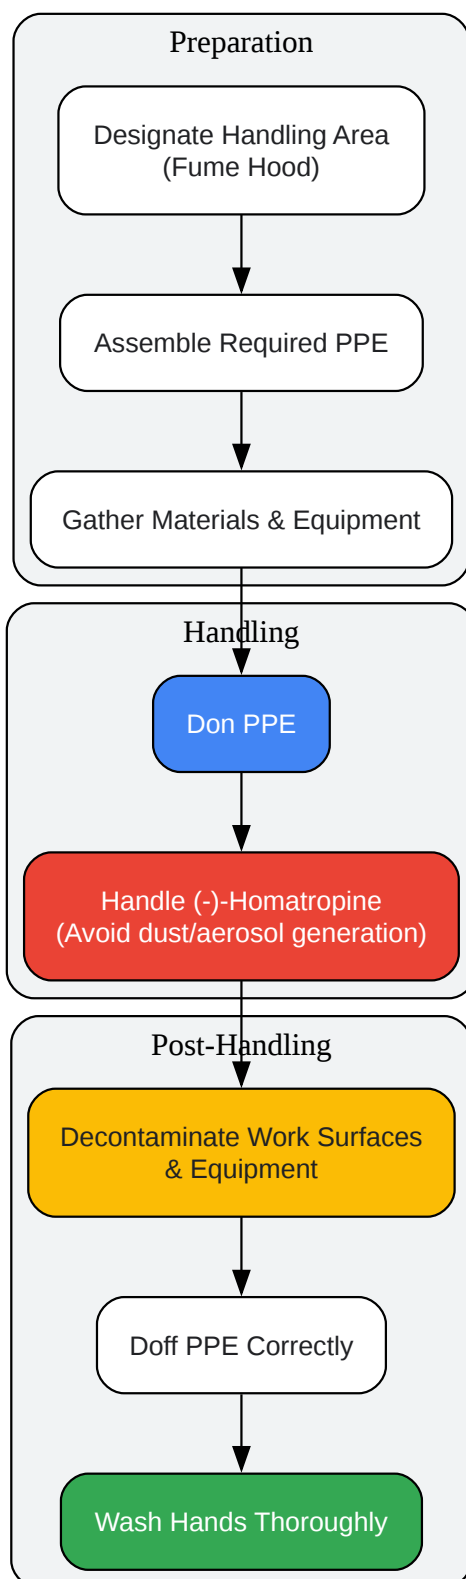 Preparation
Designate Handling Area
(Fume Hood)
Assemble Required PPE
Gather Materials & Equipment
Handling
Don PPE
Handle (-)-Homatropine
(Avoid dust/aerosol generation)
Post-Handling
Decontaminate Work Surfaces
& Equipment
Doff PPE Correctly
Wash Hands Thoroughly